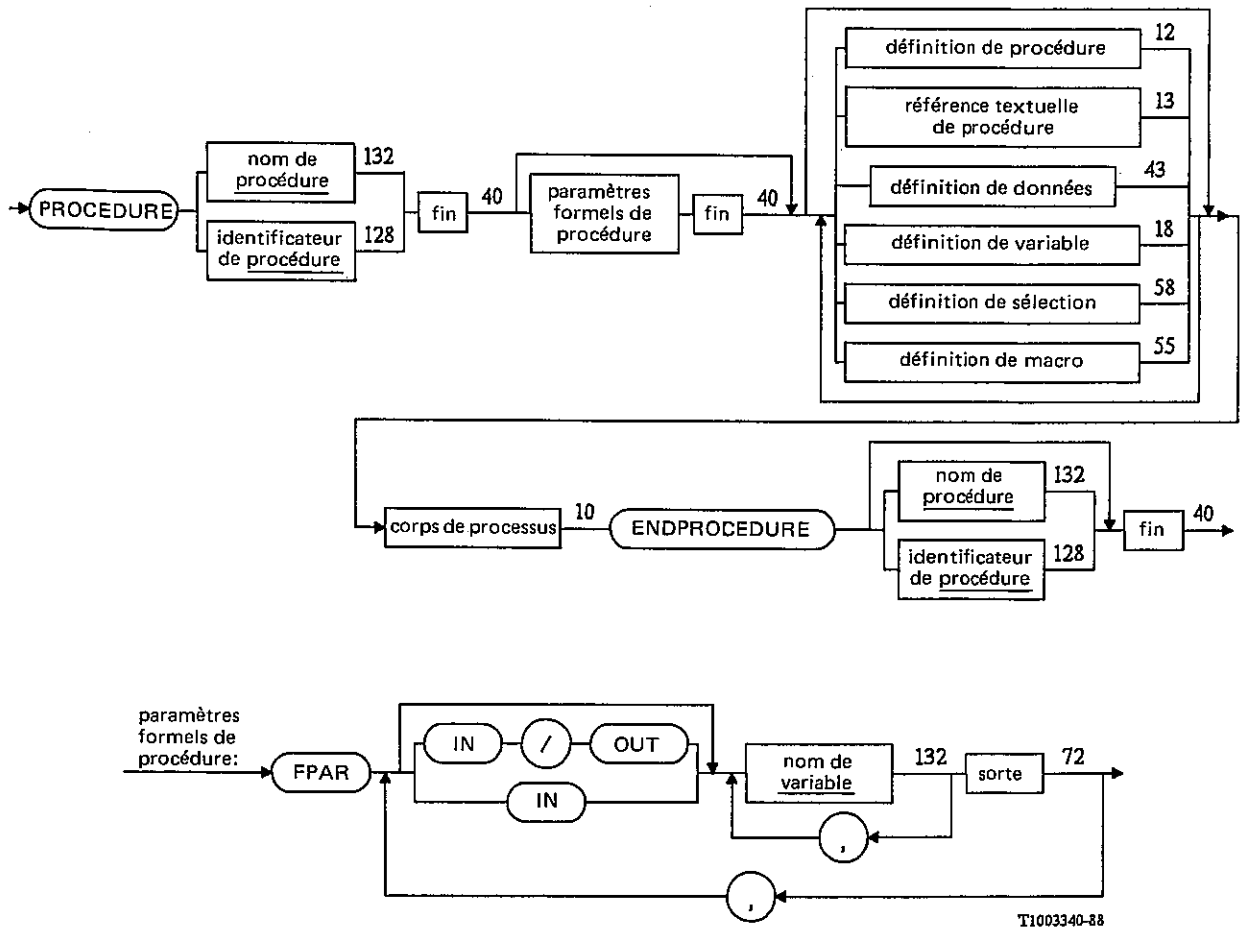 définition de procédure 12
référence textuelle
de procédure 13
définition de données 43
définition de variable 18
définition de sélection 58
définition de macro 55
PROCEDURE
nom de
procédure 132
identificateur
de procédure 128
fin 40
paramètres
formels de
procédure
fin 40
corps de processus 10
ENDPROCEDURE
nom de
procédure 132
identificateur
de procédure 128
fin 40
paramètres
formels de
procédure:
FPAR
IN / OUT
IN
nom de
variable 132
sorte 72
,
,
T1003340-88